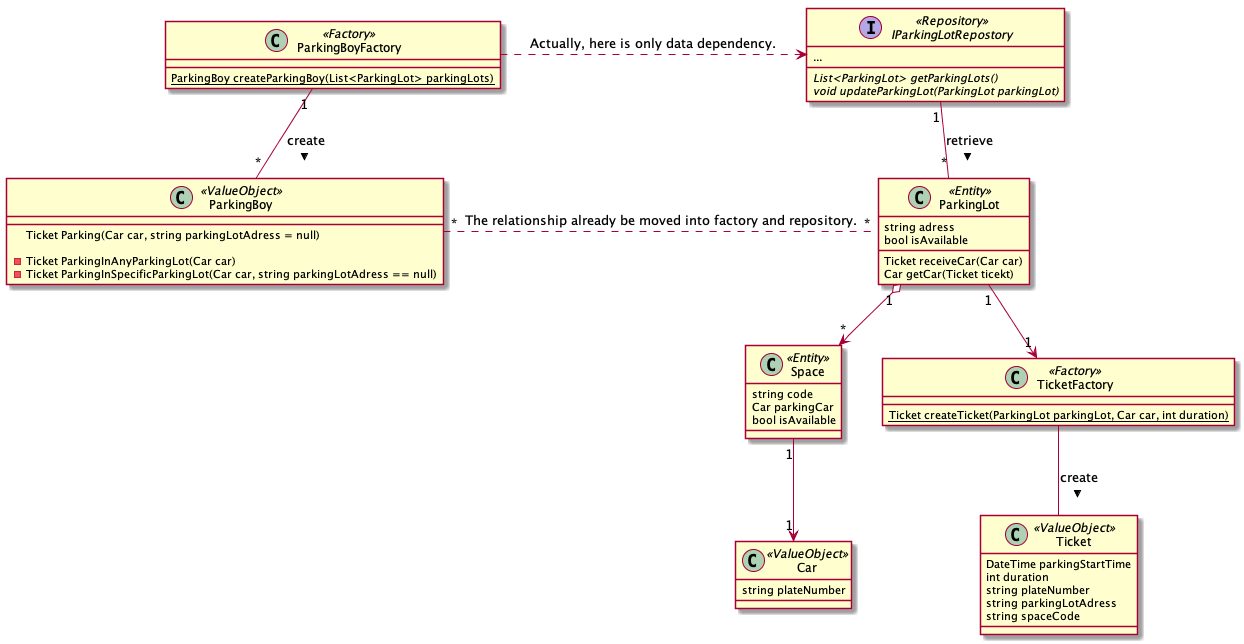 C
«Factory»
ParkingBoyFactory
ParkingBoy createParkingBoy(List<ParkingLot> parkingLots)
Actually, here is only data dependency.
I
«Repository»
IParkingLotRepostory
...
List<ParkingLot> getParkingLots()
void updateParkingLot(ParkingLot parkingLot)
1
create
*
1
retrieve
*
C
«ValueObject»
ParkingBoy
Ticket Parking(Car car, string parkingLotAdress = null)
Ticket ParkingInAnyParkingLot(Car car)
Ticket ParkingInSpecificParkingLot(Car car, string parkingLotAdress == null)
*
The relationship already be moved into factory and repository.
*
C
«Entity»
ParkingLot
string adress
bool isAvailable
Ticket receiveCar(Car car)
Car getCar(Ticket ticekt)
1
*
1
1
C
«Entity»
Space
string code
Car parkingCar
bool isAvailable
C
«Factory»
TicketFactory
Ticket createTicket(ParkingLot parkingLot, Car car, int duration)
1
1
create
C
«ValueObject»
Car
string plateNumber
C
«ValueObject»
Ticket
DateTime parkingStartTime
int duration
string plateNumber
string parkingLotAdress
string spaceCode